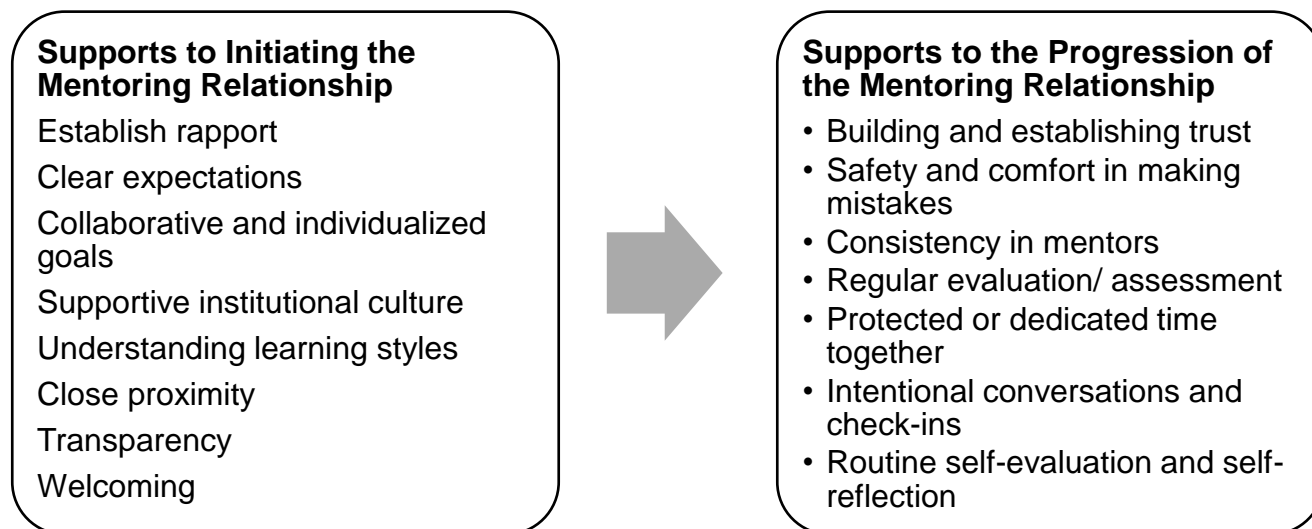 Supports to Initiating the
Mentoring Relationship
Establish rapport
Clear expectations
Collaborative and individualized
goals
Supportive institutional culture
Understanding learning styles
Close proximity
Transparency
Welcoming
Supports to the Progression of
the Mentoring Relationship
• Building and establishing trust
• Safety and comfort in making
mistakes
• Consistency in mentors
• Regular evaluation/ assessment
• Protected or dedicated time
together
• Intentional conversations and
check-ins
• Routine self-evaluation and self-
reflection